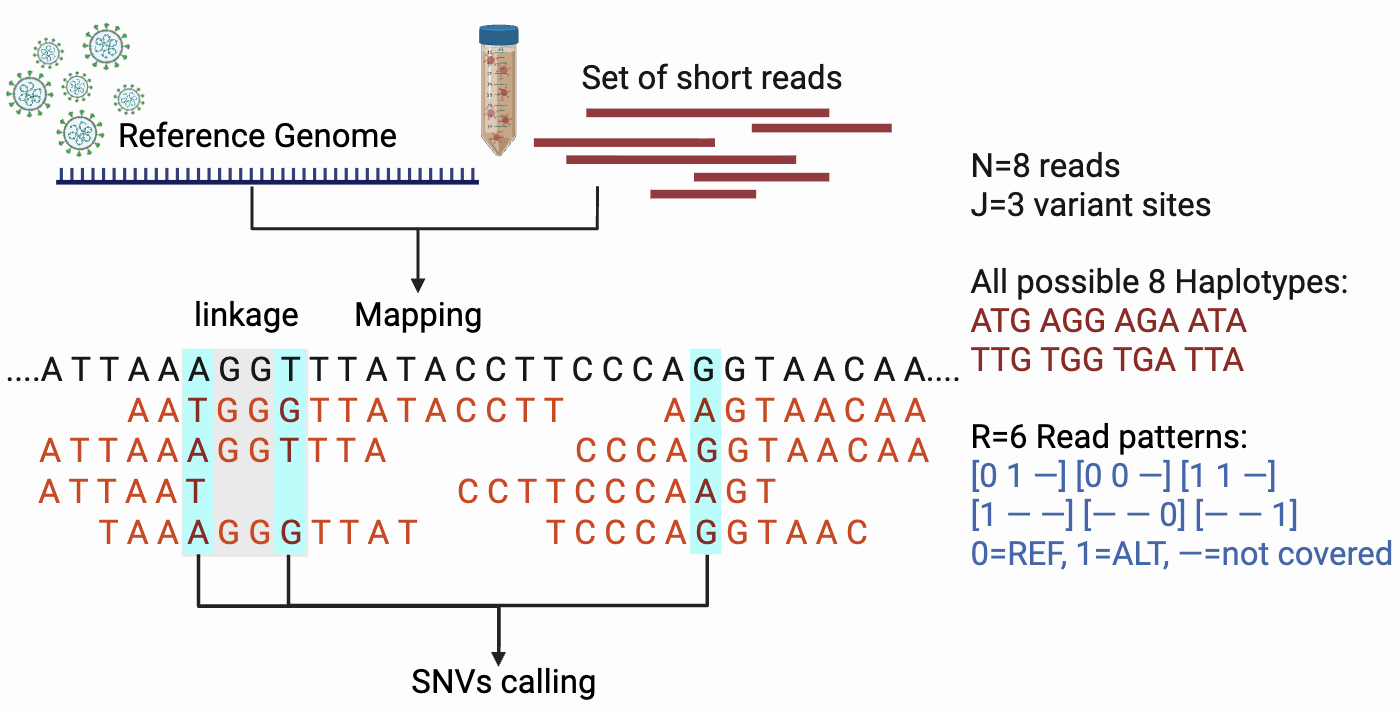 Set of short reads
Reference Genome
linkage
Mapping
....ATTAAAGGTTTATACCTTCCCAGGTAACAA....
AATGGGTTATACCTT AAGTAACAA
ATTAAAGGTTTA CCCAGGTAACAA
ATTAAT CCTTCCCAAGT
TAAAGGGTTAT TCCCAGGTAAC
SNVs calling
N=8 reads
J=3 variant sites
All possible 8 Haplotypes:
ATG AGG AGA ATA
TTG TGG TGA TTA
R=6 Read patterns:
[0 1 —] [0 0 —] [1 1 —]
[1 — —] [— — 0] [— — 1]
0=REF, 1=ALT, —=not covered